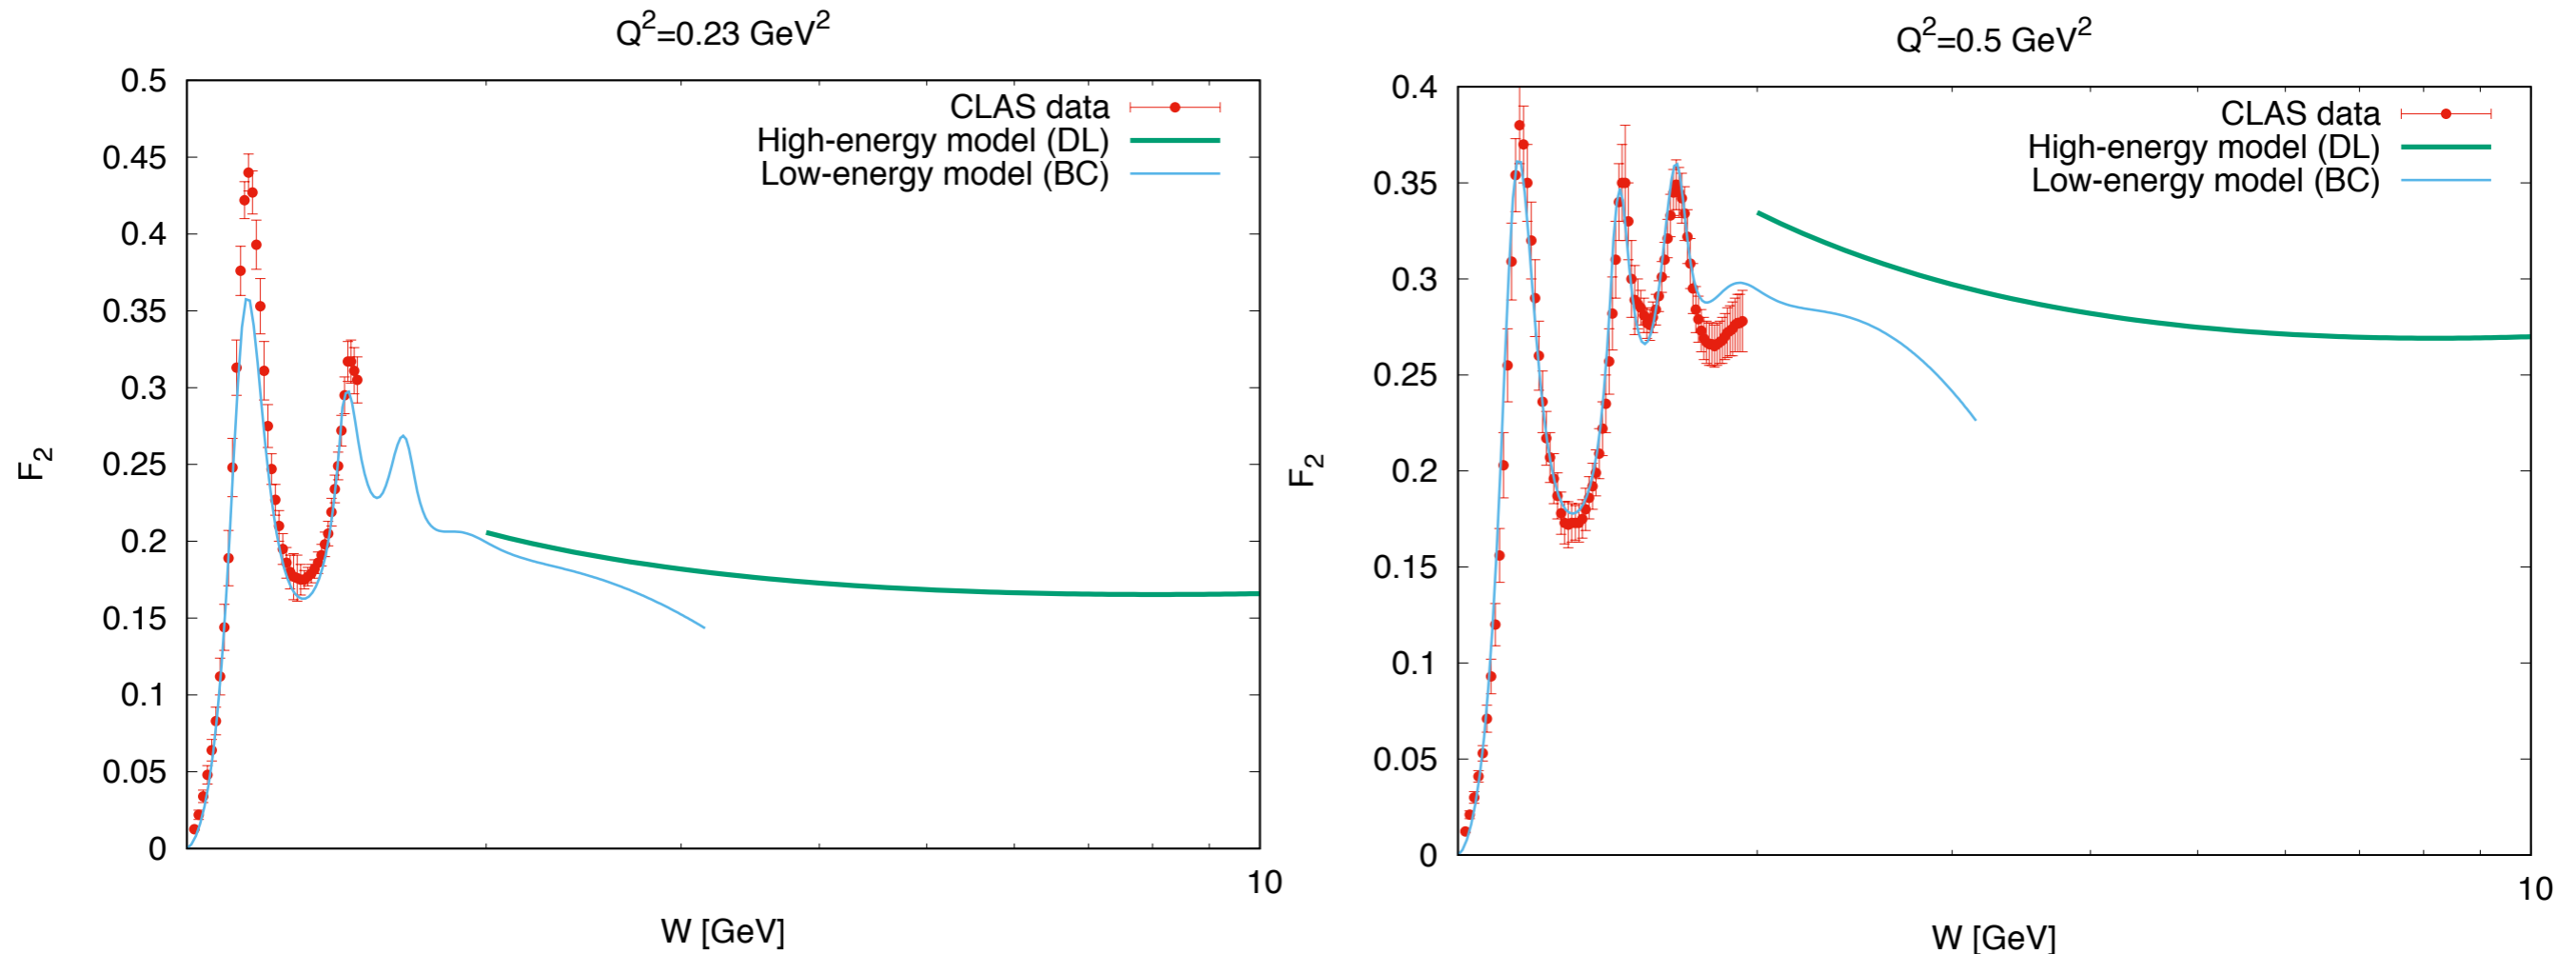 Q²=0.23 GeV²
0.5
0.45
0.4
0.35
0.3
0.25
0.2
0.15
0.1
0.05
0
F₂
CLAS data
High-energy model (DL)
Low-energy model (BC)
10
W [GeV]
Q²=0.5 GeV²
0.4
0.35
0.3
0.25
0.2
0.15
0.1
0.05
0
F₂
CLAS data
High-energy model (DL)
Low-energy model (BC)
10
W [GeV]